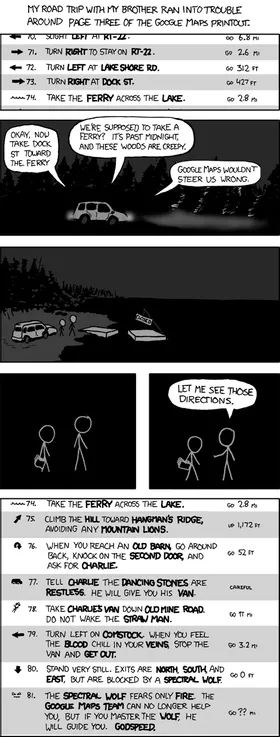 MY ROAD TRIP WITH MY BROTHER RAN INTO TROUBLE
AROUND PAGE THREE OF THE GOOGLE MAPS PRINTOUT.
70. SLIGHT LEFT AT RT-22. GO 6.8 MI
71. TURN RIGHT TO STAY ON RT-22. GO 2.6 MI
72. TURN LEFT AT LAKE SHORE RD. GO 312 FT
73. TURN RIGHT AT DOCK ST. GO 427 FT
74. TAKE THE FERRY ACROSS THE LAKE. GO 2.8 MI
OKAY, NOW
TAKE DOCK
ST TOWARD
THE FERRY
WE'RE SUPPOSED TO TAKE A
FERRY? IT'S PAST MIDNIGHT,
AND THESE WOODS ARE CREEPY.
GOOGLE MAPS WOULDN'T
STEER US WRONG.
LET ME SEE THOSE
DIRECTIONS.
74. TAKE THE FERRY ACROSS THE LAKE. GO 2.8 MI
75. CLIMB THE HILL TOWARD HANGMAN'S RIDGE, UP 1,172 FT
AVOIDING ANY MOUNTAIN LIONS.
76. WHEN YOU REACH AN OLD BARN, GO AROUND
BACK, KNOCK ON THE SECOND DOOR, AND GO 52 FT
ASK FOR CHARLIE.
77. TELL CHARLIE THE DANCING STONES ARE
RESTLESS. HE WILL GIVE YOU HIS VAN. CAREFUL
78. TAKE CHARLIE'S VAN DOWN OLD MINE ROAD. GO π MI
DO NOT WAKE THE STRAW MAN.
79. TURN LEFT ON COMSTOCK. WHEN YOU FEEL
THE BLOOD CHILL IN YOUR VEINS, STOP GO 3.2 MI
THE VAN AND GET OUT.
80. STAND VERY STILL. EXITS ARE NORTH, SOUTH, AND
EAST, BUT ARE BLOCKED BY A SPECTRAL WOLF. GO 0 FT
81. THE SPECTRAL WOLF FEARS ONLY FIRE. THE
GOOGLE MAPS TEAM CAN NO LONGER HELP
YOU, BUT IF YOU MASTER THE WOLF, HE GO ?? MI
WILL GUIDE YOU. GODSPEED.